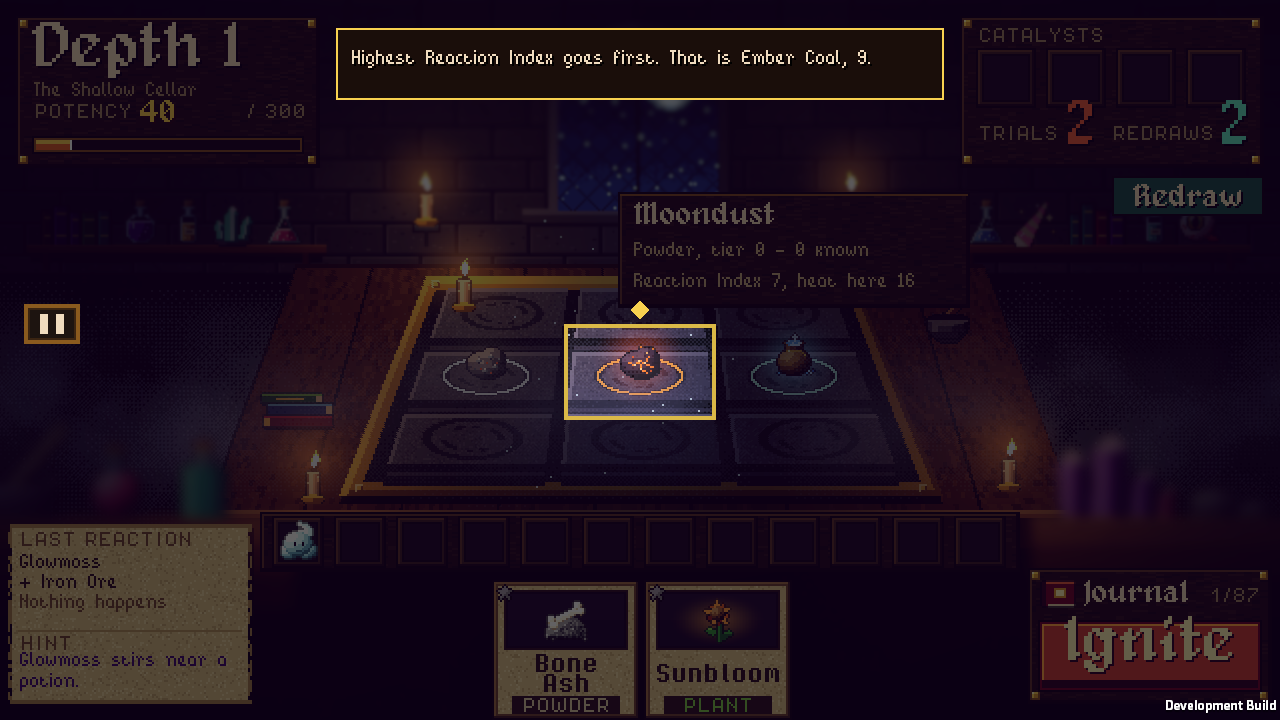 Depth 1
The Shallow Cellar
POTENCY 40 / 300
Highest Reaction Index goes first. That is Ember Coal, 9.
CATALYSTS
TRIALS 2 REDRAWS 2
Redraw
Moondust
Powder, tier 0 - 0 known
Reaction Index 7, heat here 16
LAST REACTION
Glowmoss
+ Iron Ore
Nothing happens
HINT
Glowmoss stirs near a
potion.
Bone
Ash
POWDER
Sunbloom
PLANT
Journal 1/87
Ignite
Development Build